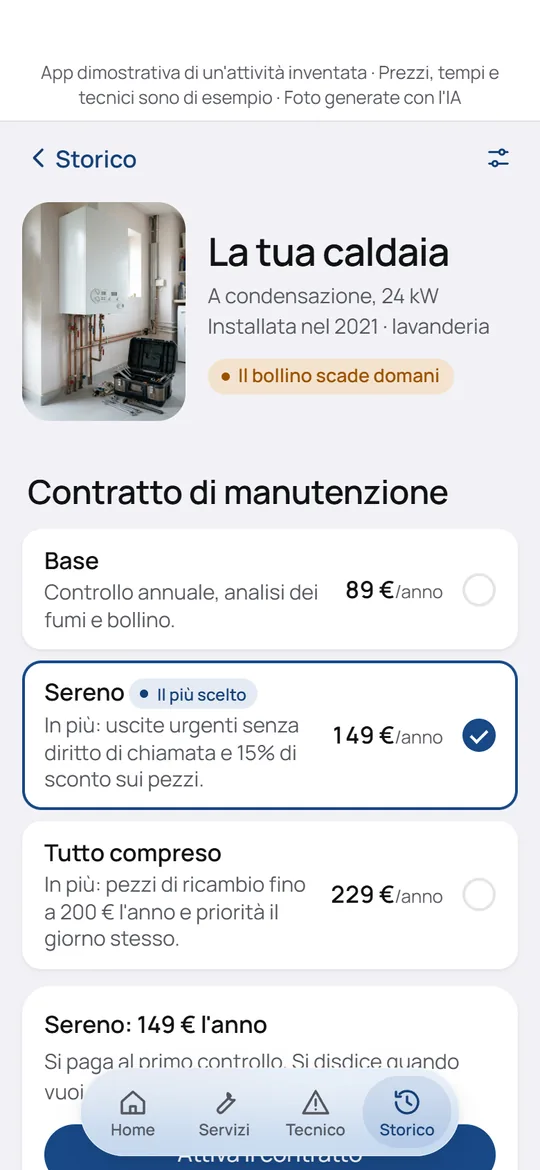 App dimostrativa di un'attività inventata · Prezzi, tempi e
tecnici sono di esempio · Foto generate con l'IA
Storico
La tua caldaia
A condensazione, 24 kW
Installata nel 2021 · lavanderia
Il bollino scade domani
Contratto di manutenzione
Base
Controllo annuale, analisi dei
fumi e bollino.
89 €/anno
Sereno
Il più scelto
In più: uscite urgenti senza
diritto di chiamata e 15% di
sconto sui pezzi.
149 €/anno
Tutto compreso
In più: pezzi di ricambio fino
a 200 € l'anno e priorità il
giorno stesso.
229 €/anno
Sereno: 149 € l'anno
Si paga al primo controllo. Si disdice quando
vuoi
Attiva il contratto
Home
Servizi
Tecnico
Storico